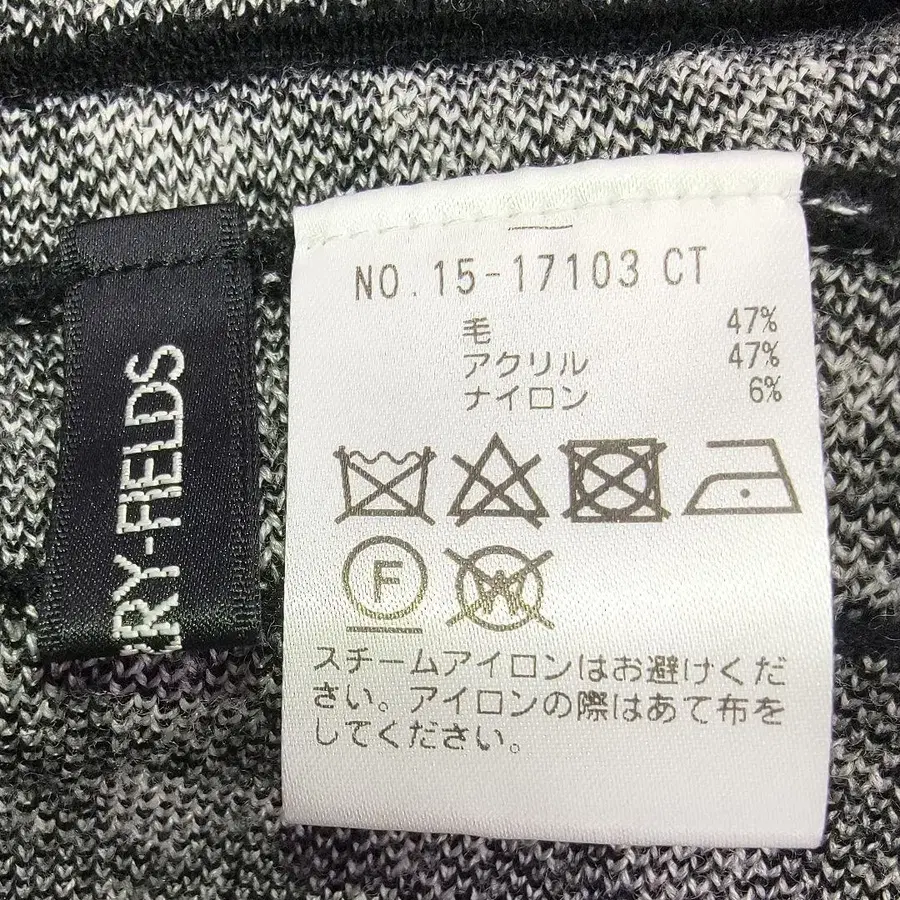 RRY-FIELDS
NO. 15-17103 CT
毛 47%
アクリル 47%
ナイロン 6%
F
W
スチームアイロンはお避けくだ
さい。アイロンの際はあて布を
してください。